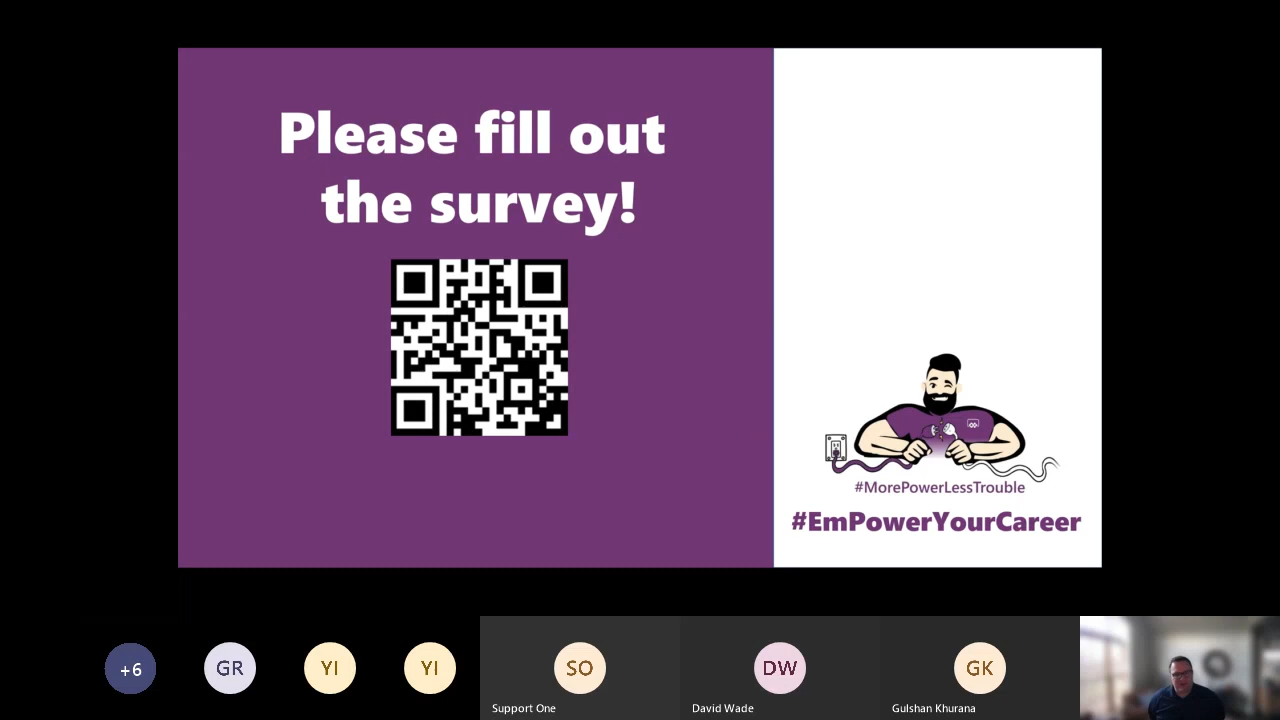 Please fill out
the survey!
#MorePowerLessTrouble
#EmPowerYourCareer
+6
GR
YI
YI
SO
DW
GK
Support One
David Wade
Gulshan Khurana